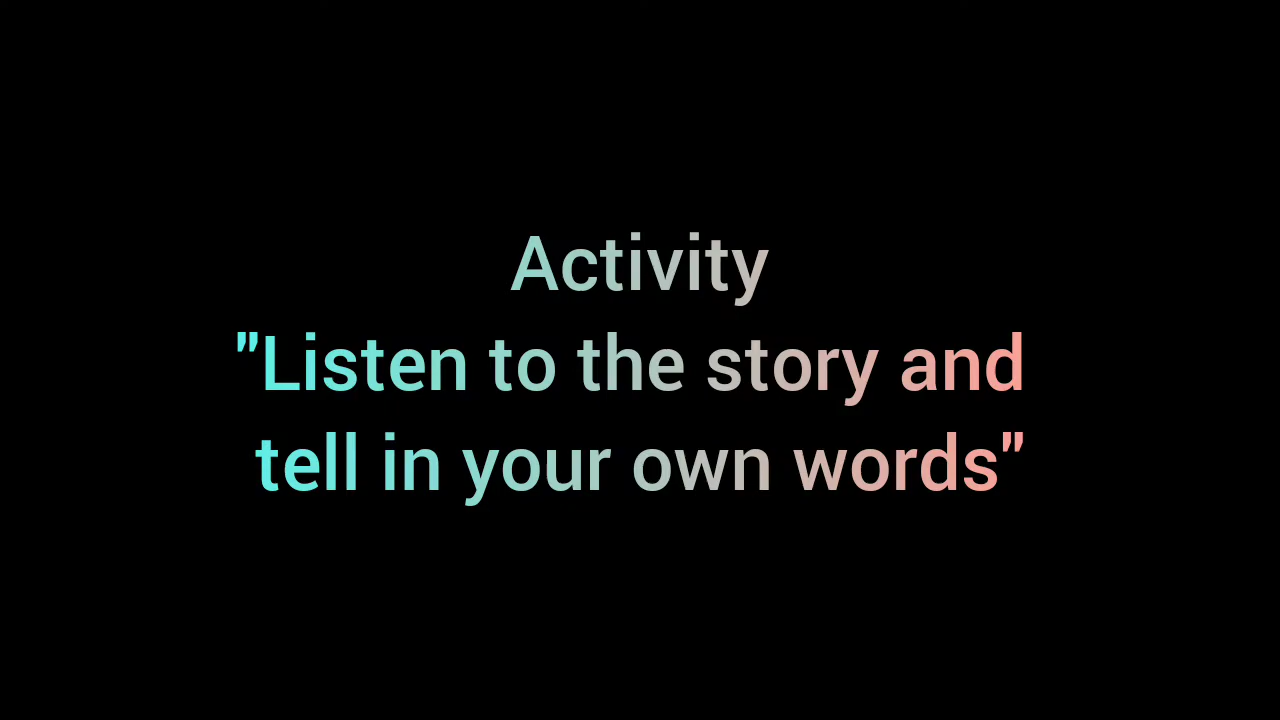 Activity
"Listen to the story and
tell in your own words"